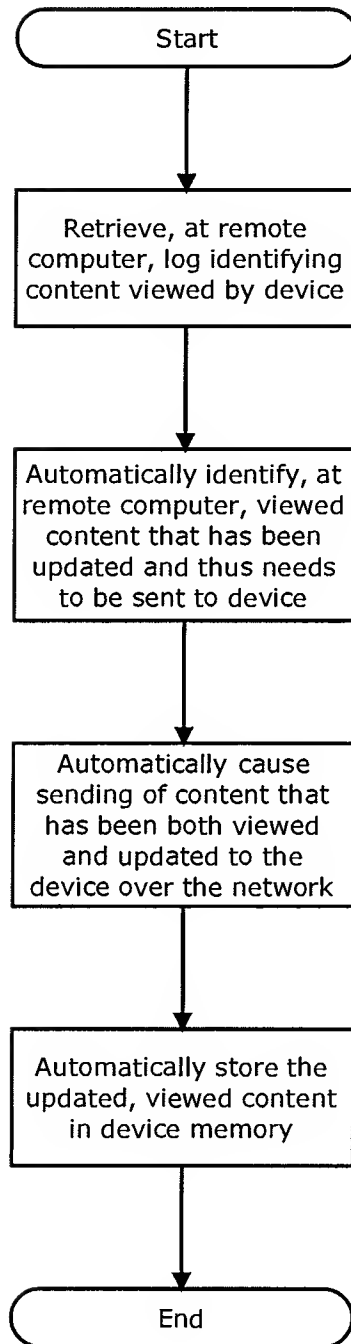 Start
Retrieve, at remote
computer, log identifying
content viewed by device
Automatically identify, at
remote computer, viewed
content that has been
updated and thus needs
to be sent to device
Automatically cause
sending of content that
has been both viewed
and updated to the
device over the network
Automatically store the
updated, viewed content
in device memory
End